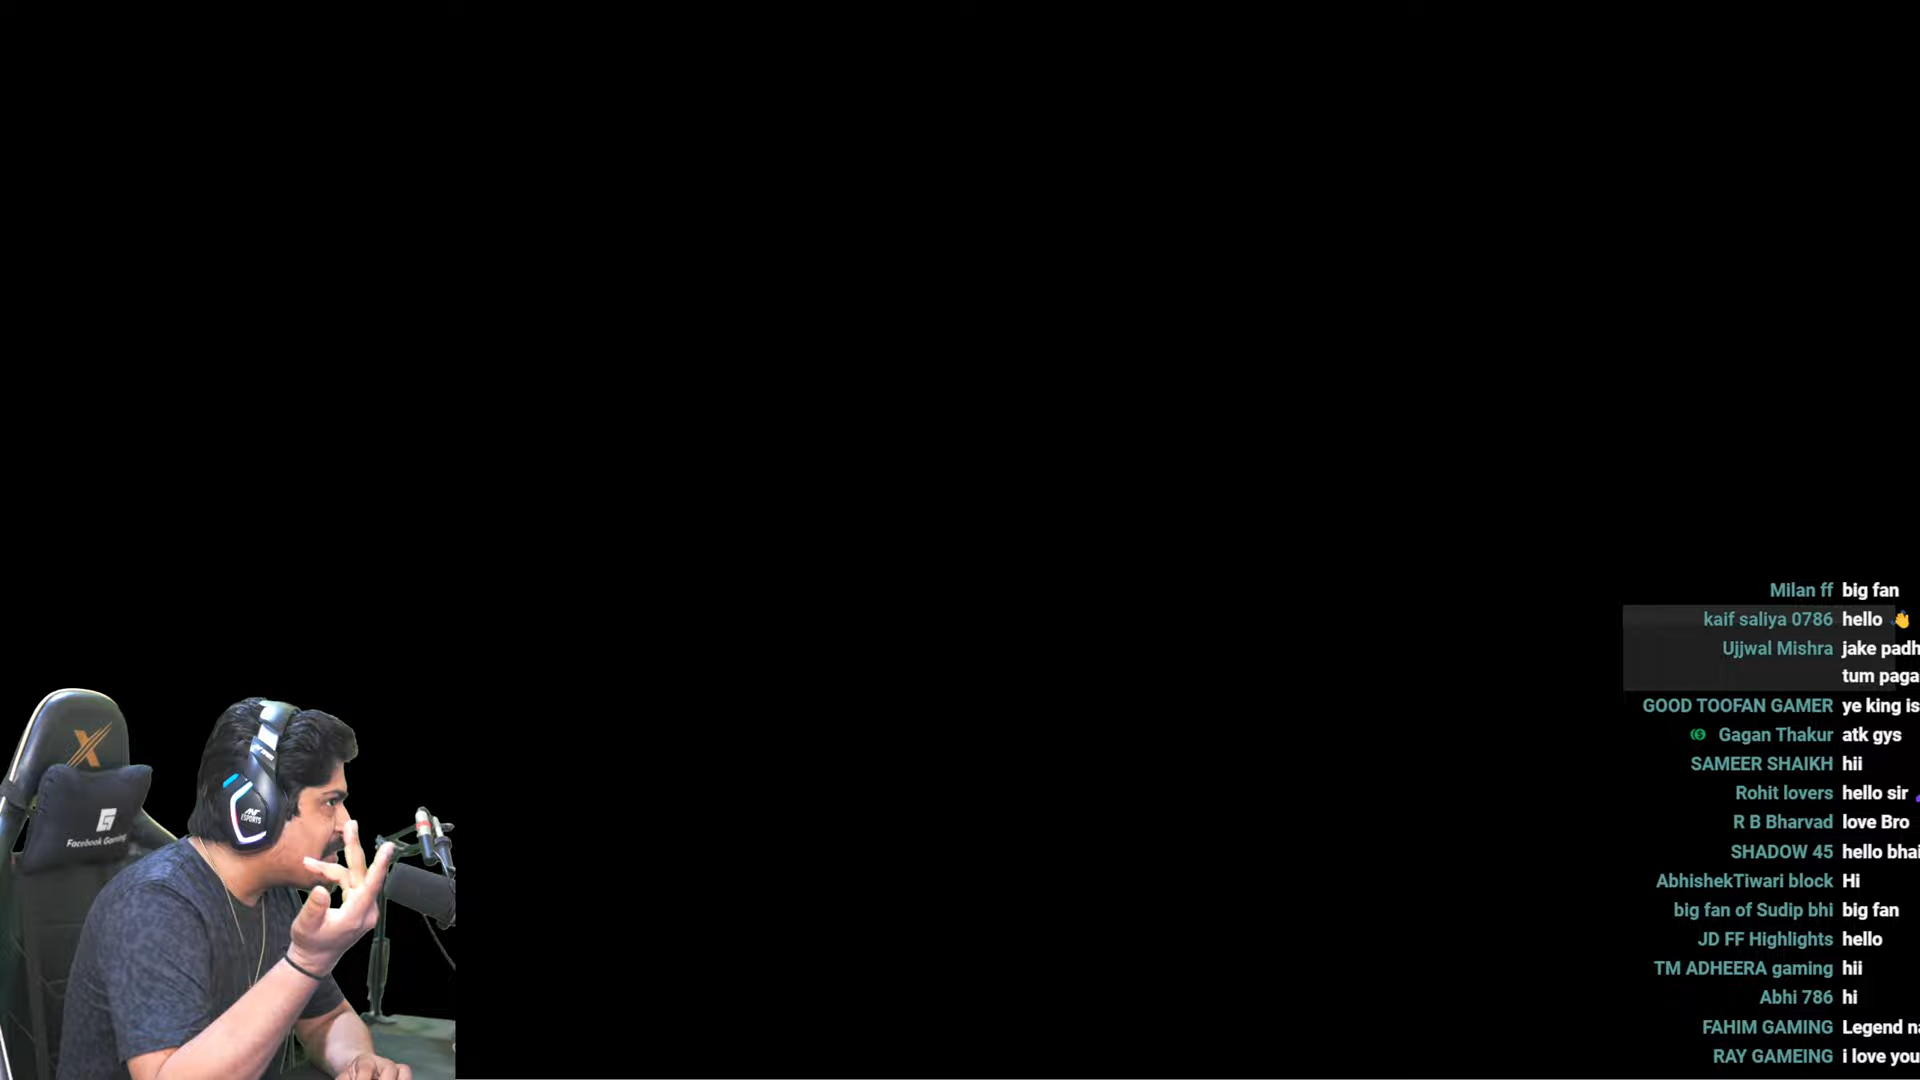 Milan ff big fan
kaif saliya 0786 hello 👋
Ujjwal Mishra jake padh
tum paga
GOOD TOOFAN GAMER ye king is
Gagan Thakur atk gys
SAMEER SHAIKH hii
Rohit lovers hello sir
R B Bharvad love Bro
SHADOW 45 hello bhai
AbhishekTiwari block Hi
big fan of Sudip bhi big fan
JD FF Highlights hello
TM ADHEERA gaming hii
Abhi 786 hi
FAHIM GAMING Legend na
RAY GAMEING i love you
X
Facebook Gaming
ANT
ESPORTS